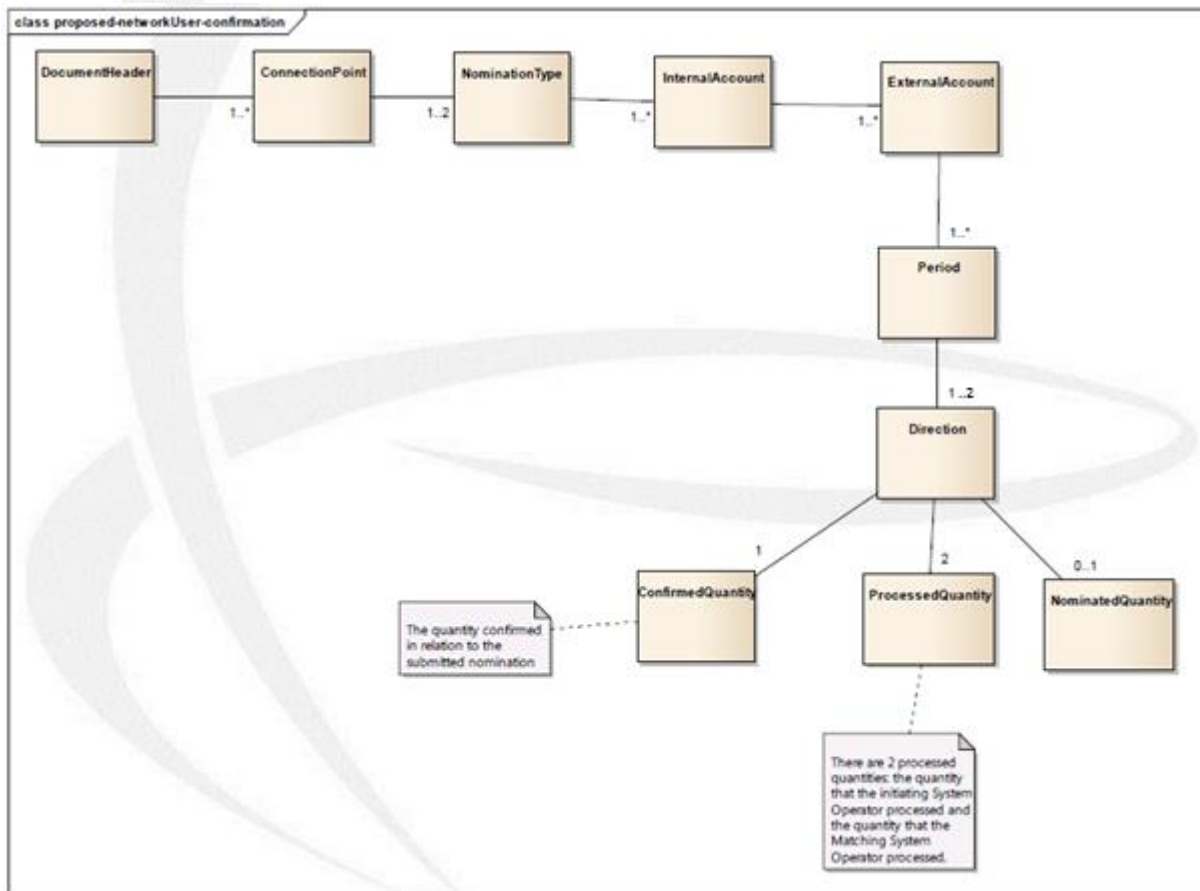 class proposed-networkUser-confirmation
DocumentHeader
ConnectionPoint
NominationType
InternalAccount
ExternalAccount
1..*
1..2
1..*
1..*
1..*
Period
1..2
Direction
1
2
0..1
ConfirmedQuantity
ProcessedQuantity
NominatedQuantity
The quantity confirmed
in relation to the
submitted nomination
There are 2 processed
quantities: the quantity
that the initiating System
Operator processed and
the quantity that the
Matching System
Operator processed.